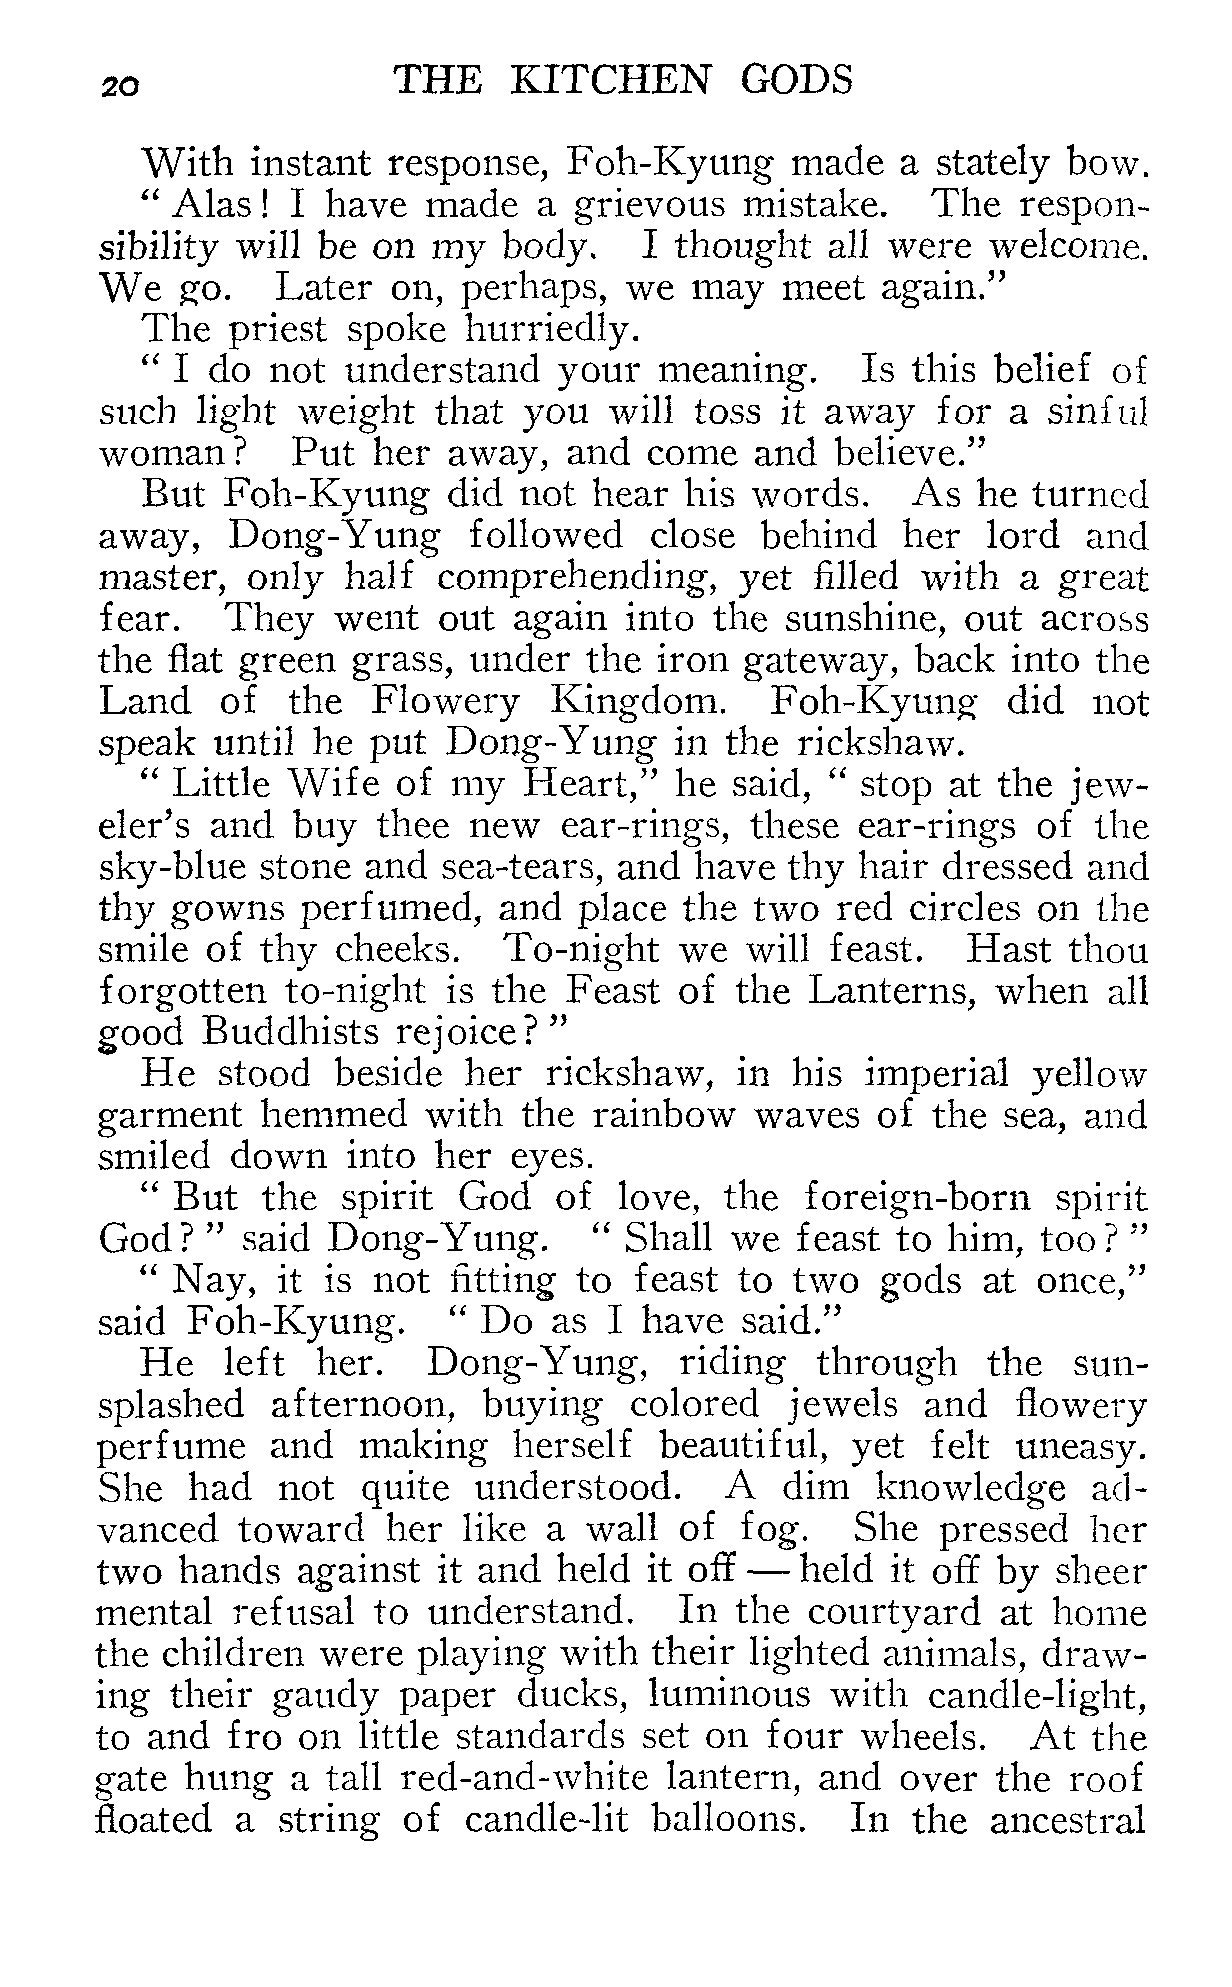 20 THE KITCHEN GODS
With instant response, Foh-Kyung made a stately bow.
“ Alas! I have made a grievous mistake. The respon-
sibility will be on my body. I thought all were welcome.
We go. Later on, perhaps, we may meet again.”
The priest spoke hurriedly.
“ I do not understand your meaning. Is this belief of
such light weight that you will toss it away for a sinful
woman? Put her away, and come and believe.”
But Foh-Kyung did not hear his words. As he turned
away, Dong-Yung followed close behind her lord and
master, only half comprehending, yet filled with a great
fear. They went out again into the sunshine, out across
the flat green grass, under the iron gateway, back into the
Land of the Flowery Kingdom. Foh-Kyung did not
speak until he put Dong-Yung in the rickshaw.
“ Little Wife of my Heart,” he said, “ stop at the jew-
eler’s and buy thee new ear-rings, these ear-rings of the
sky-blue stone and sea-tears, and have thy hair dressed and
thy gowns perfumed, and place the two red circles on the
smile of thy cheeks. To-night we will feast. Hast thou
forgotten to-night is the Feast of the Lanterns, when all
good Buddhists rejoice? ”
He stood beside her rickshaw, in his imperial yellow
garment hemmed with the rainbow waves of the sea, and
smiled down into her eyes.
“ But the spirit God of love, the foreign-born spirit
God? ” said Dong-Yung. “ Shall we feast to him, too? ”
“ Nay, it is not fitting to feast to two gods at once,”
said Foh-Kyung. “ Do as I have said.”
He left her. Dong-Yung, riding through the sun-
splashed afternoon, buying colored jewels and flowery
perfume and making herself beautiful, yet felt uneasy.
She had not quite understood. A dim knowledge ad-
vanced toward her like a wall of fog. She pressed her
two hands against it and held it off — held it off by sheer
mental refusal to understand. In the courtyard at home
the children were playing with their lighted animals, draw-
ing their gaudy paper ducks, luminous with candle-light,
to and fro on little standards set on four wheels. At the
gate hung a tall red-and-white lantern, and over the roof
floated a string of candle-lit balloons. In the ancestral